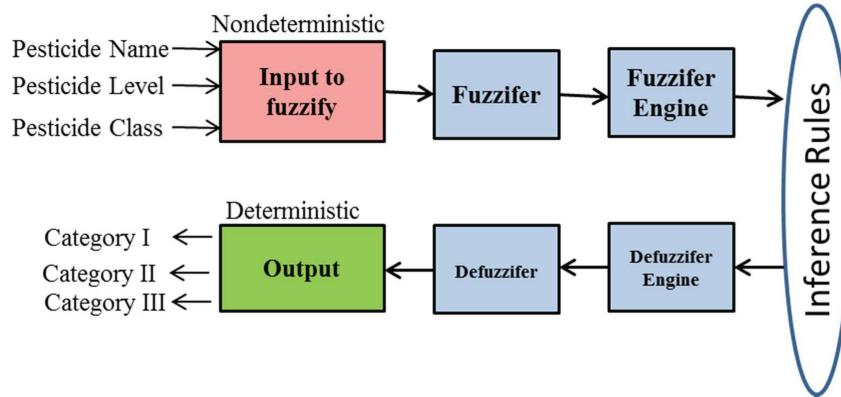 Nondeterministic
Pesticide Name
Pesticide Level
Pesticide Class
Input to
fuzzify
Fuzzifer
Fuzzifer
Engine
Inference Rules
Deterministic
Category I
Category II
Category III
Output
Defuzzifer
Defuzzifer
Engine